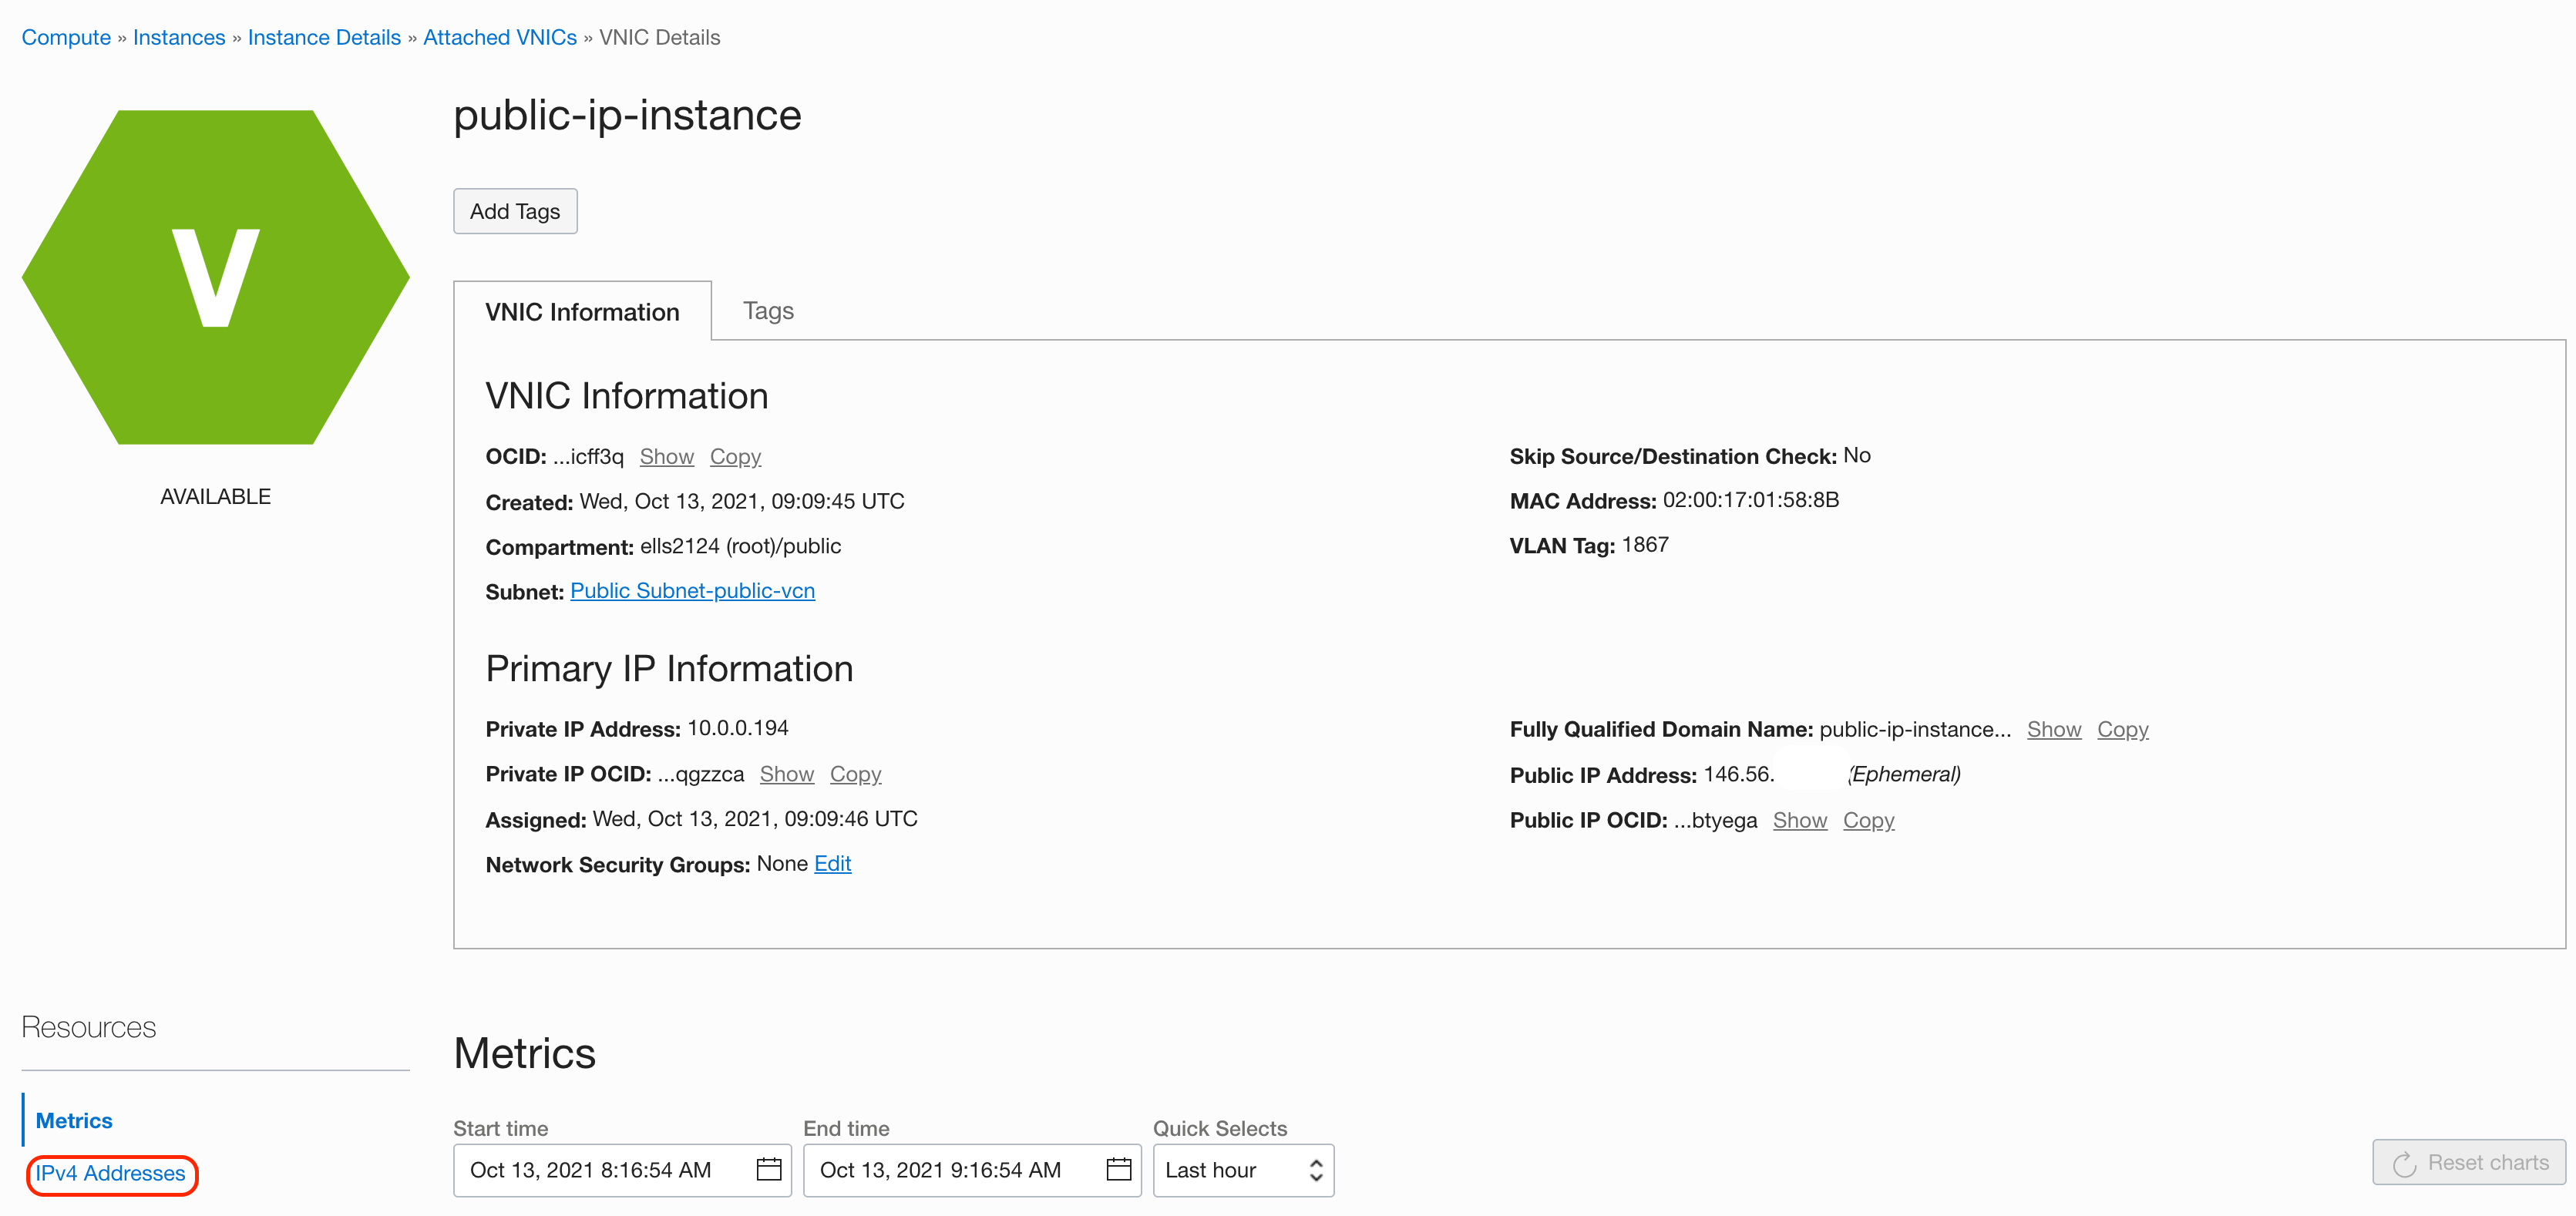 Compute » Instances » Instance Details » Attached VNICs » VNIC Details
V
AVAILABLE
public-ip-instance
Add Tags
VNIC Information Tags
VNIC Information
OCID: ...icff3q Show Copy
Created: Wed, Oct 13, 2021, 09:09:45 UTC
Compartment: ells2124 (root)/public
Subnet: Public Subnet-public-vcn
Skip Source/Destination Check: No
MAC Address: 02:00:17:01:58:8B
VLAN Tag: 1867
Primary IP Information
Private IP Address: 10.0.0.194
Private IP OCID: ...qgzzca Show Copy
Assigned: Wed, Oct 13, 2021, 09:09:46 UTC
Network Security Groups: None Edit
Fully Qualified Domain Name: public-ip-instance... Show Copy
Public IP Address: 146.56. (Ephemeral)
Public IP OCID: ...btyega Show Copy
Resources
Metrics
IPv4 Addresses
Metrics
Start time End time Quick Selects
Oct 13, 2021 8:16:54 AM Oct 13, 2021 9:16:54 AM Last hour
Reset charts